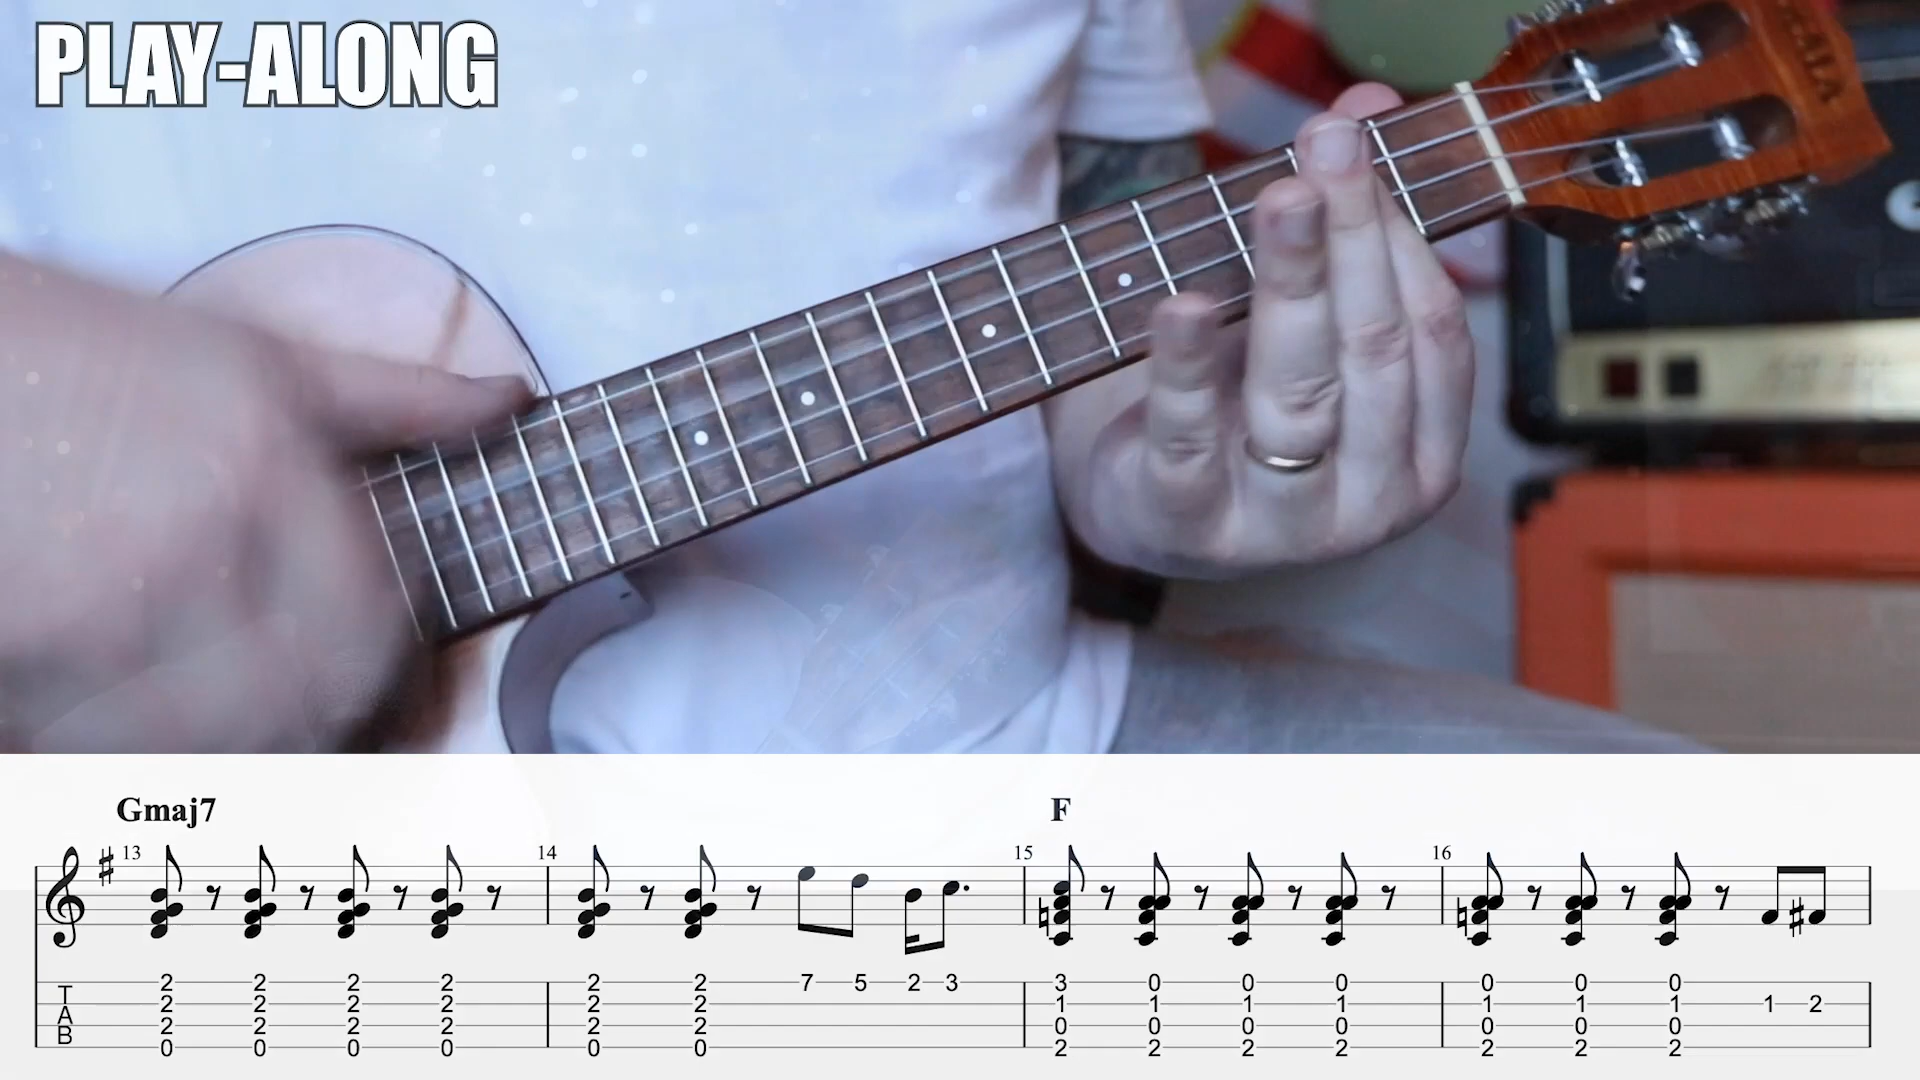 PLAY-ALONG
Gmaj7 F
13 14 15 16
T 2 2 2 2 2 2 7 5 2 3 3 0 0 0 0 0 0
A 2 2 2 2 2 2 1 1 1 1 1 1 1 1 2
B 2 2 2 2 2 2 0 0 0 0 0 0 0
0 0 0 0 0 0 2 2 2 2 2 2 2